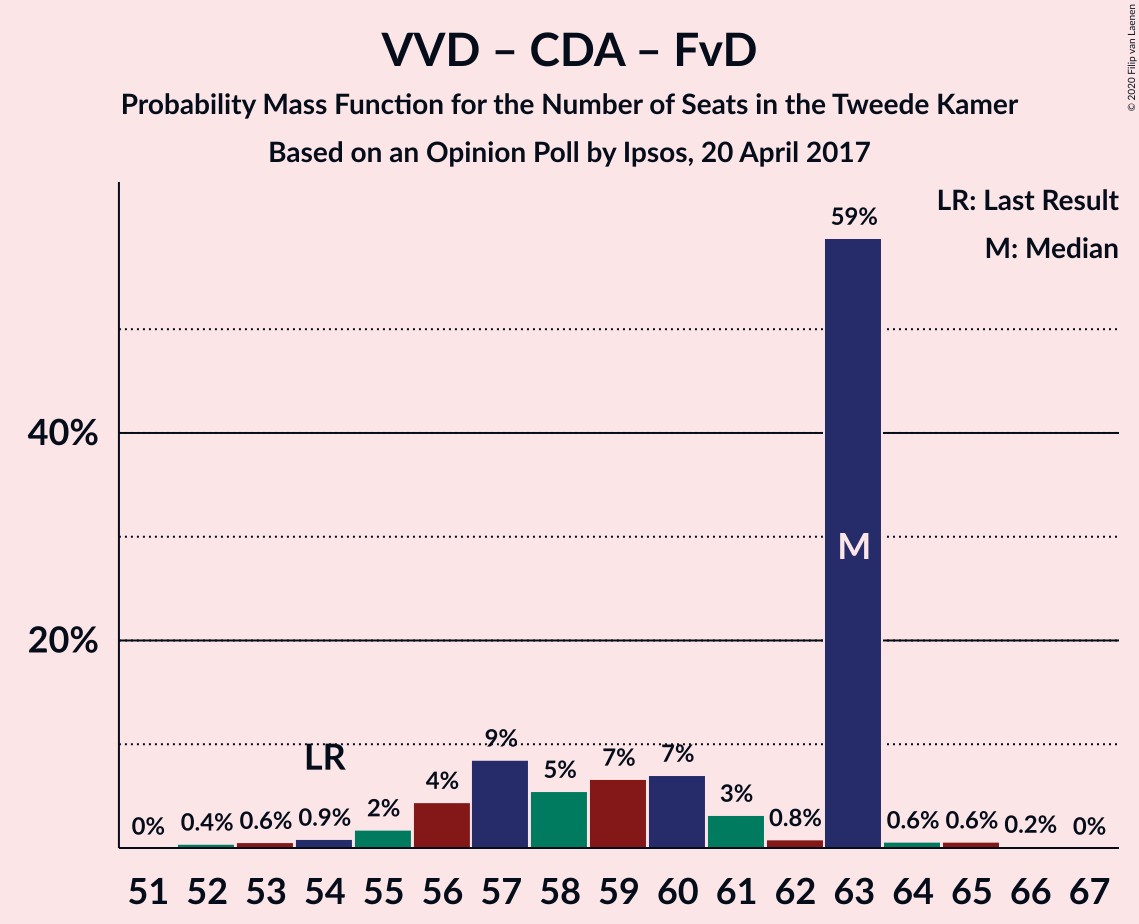 VVD – CDA – FvD
Probability Mass Function for the Number of Seats in the Tweede Kamer
Based on an Opinion Poll by Ipsos, 20 April 2017
© 2020 Filip van Laenen
LR: Last Result
M: Median
40%
20%
0% 0.4% 0.6% 0.9% 2% 4% 9% 5% 7% 7% 3% 0.8% 59% 0.6% 0.6% 0.2% 0%
LR
M
51 52 53 54 55 56 57 58 59 60 61 62 63 64 65 66 67